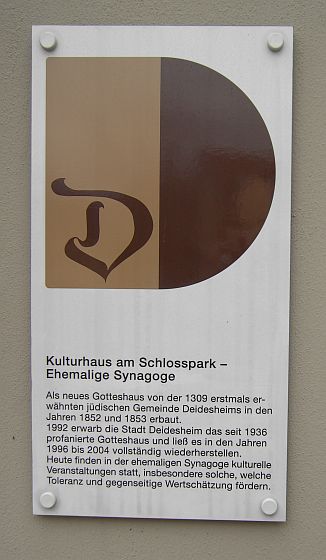 D
Kulturhaus am Schlosspark –
Ehemalige Synagoge
Als neues Gotteshaus von der 1309 erstmals er-
wähnten jüdischen Gemeinde Deidesheims in den
Jahren 1852 und 1853 erbaut.
1992 erwarb die Stadt Deidesheim das seit 1936
profanierte Gotteshaus und ließ es in den Jahren
1996 bis 2004 vollständig wiederherstellen.
Heute finden in der ehemaligen Synagoge kulturelle
Veranstaltungen statt, insbesondere solche, welche
Toleranz und gegenseitige Wertschätzung fördern.